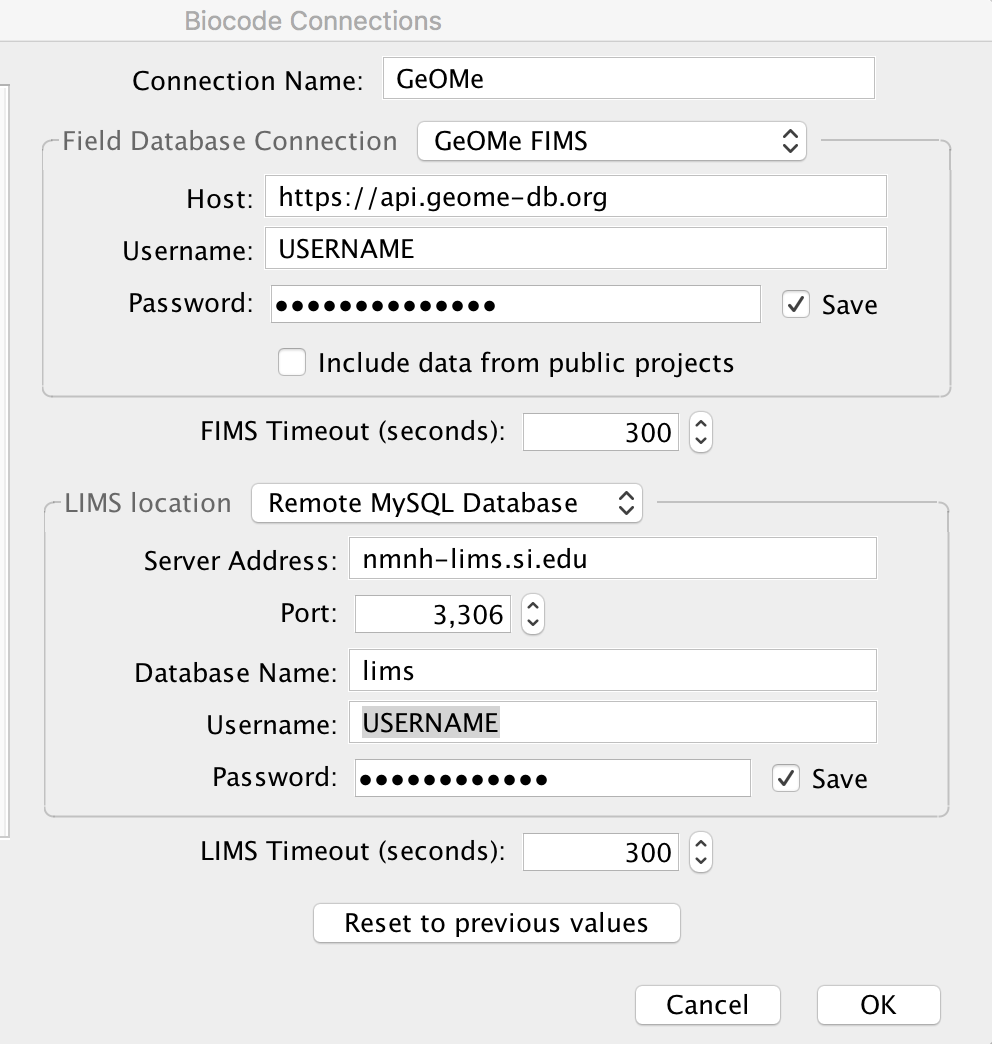 Biocode Connections
Connection Name: GeOMe
Field Database Connection GeOMe FIMS
Host: https://api.geome-db.org
Username: USERNAME
Password: ●●●●●●●●●●●●●● Save
Include data from public projects
FIMS Timeout (seconds): 300
LIMS location Remote MySQL Database
Server Address: nmnh-lims.si.edu
Port: 3,306
Database Name: lims
Username: USERNAME
Password: ●●●●●●●●●●●● Save
LIMS Timeout (seconds): 300
Reset to previous values
Cancel OK